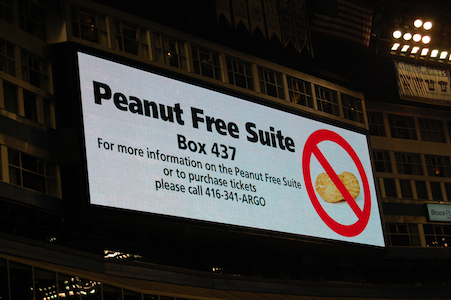 Peanut Free Suite
Box 437
For more information on the Peanut Free Suite
or to purchase tickets
please call 416-341-ARGO